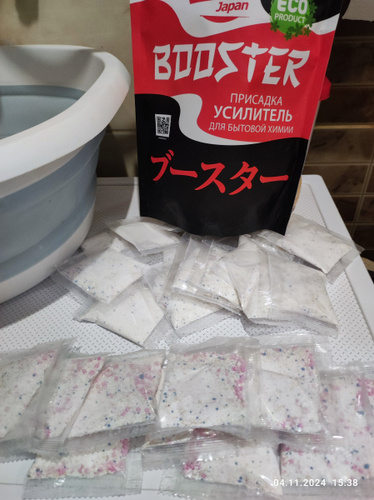 Japan
ECO
PRODUCT
BOOSTER
ПРИСАДКА
УСИЛИТЕЛЬ
ДЛЯ БЫТОВОЙ ХИМИИ
ブースター
04.11.2024 15:38